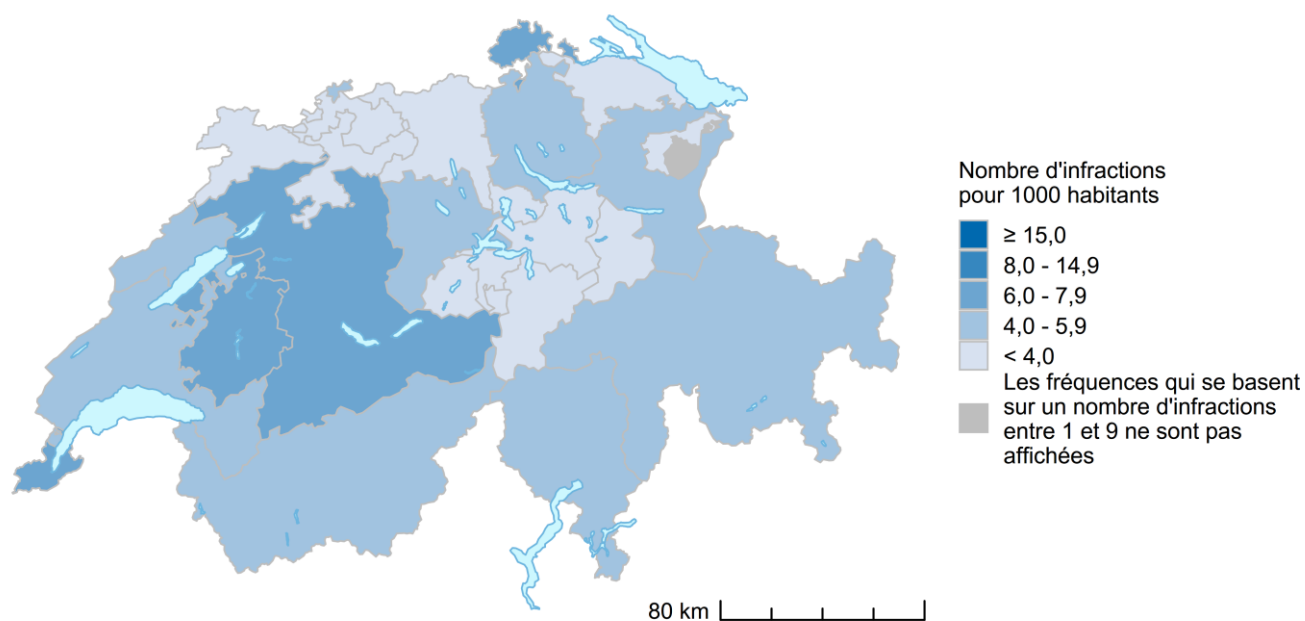 Nombre d'infractions
pour 1000 habitants
≥ 15,0
8,0 - 14,9
6,0 - 7,9
4,0 - 5,9
< 4,0
Les fréquences qui se basent
sur un nombre d'infractions
entre 1 et 9 ne sont pas
affichées
80 km